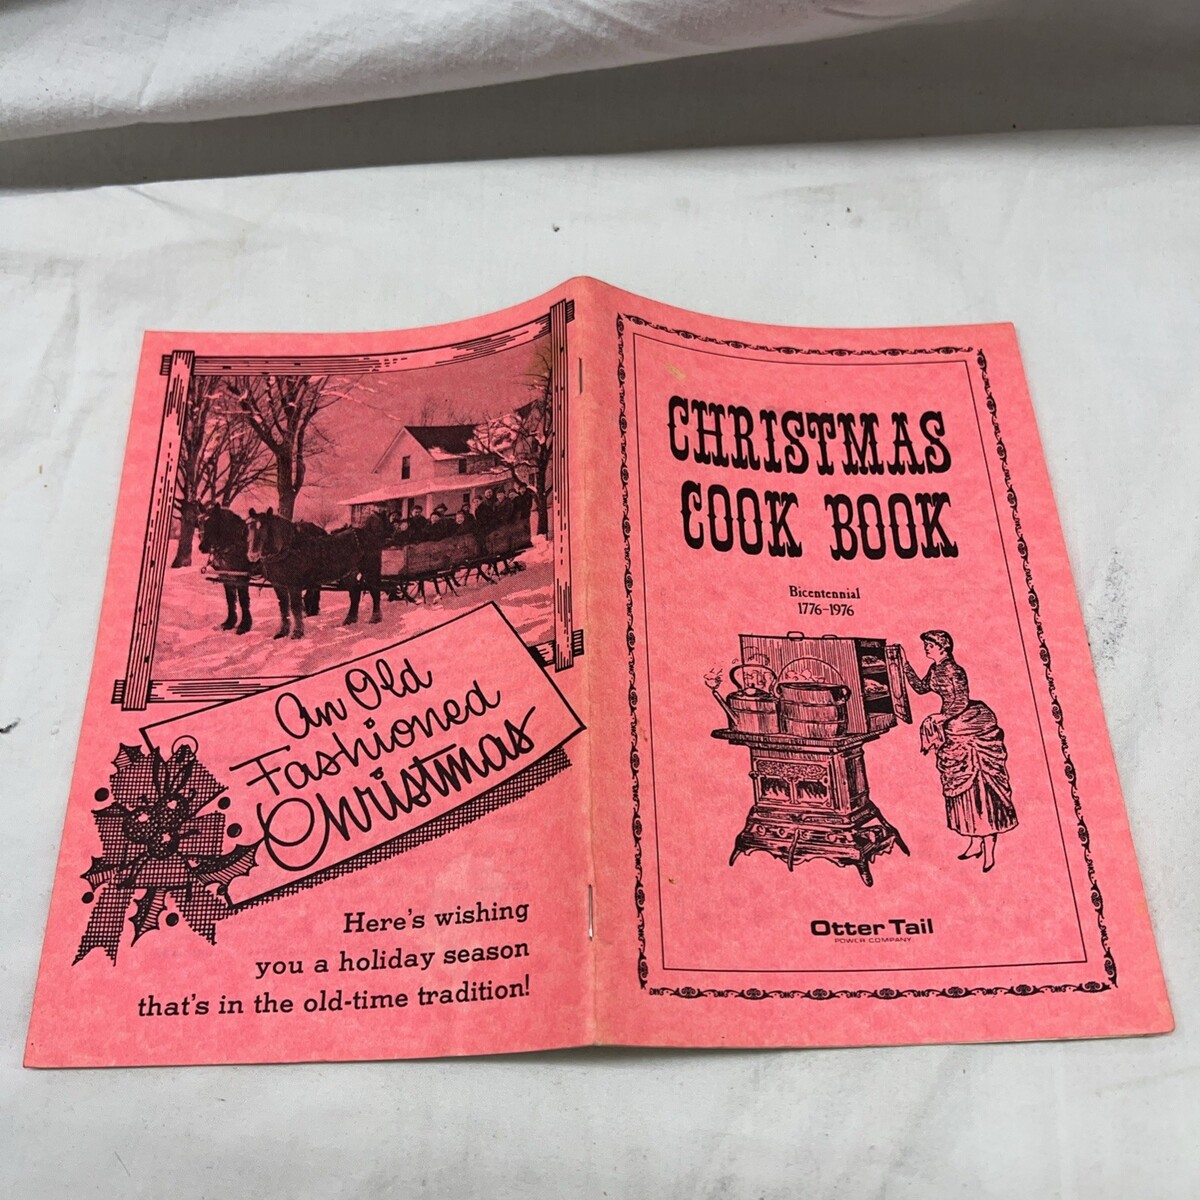 An Old
Fashioned
Christmas
Here's wishing
you a holiday season
that's in the old-time tradition!
CHRISTMAS
COOK BOOK
Bicentennial
1776-1976
Otter Tail
POWER COMPANY